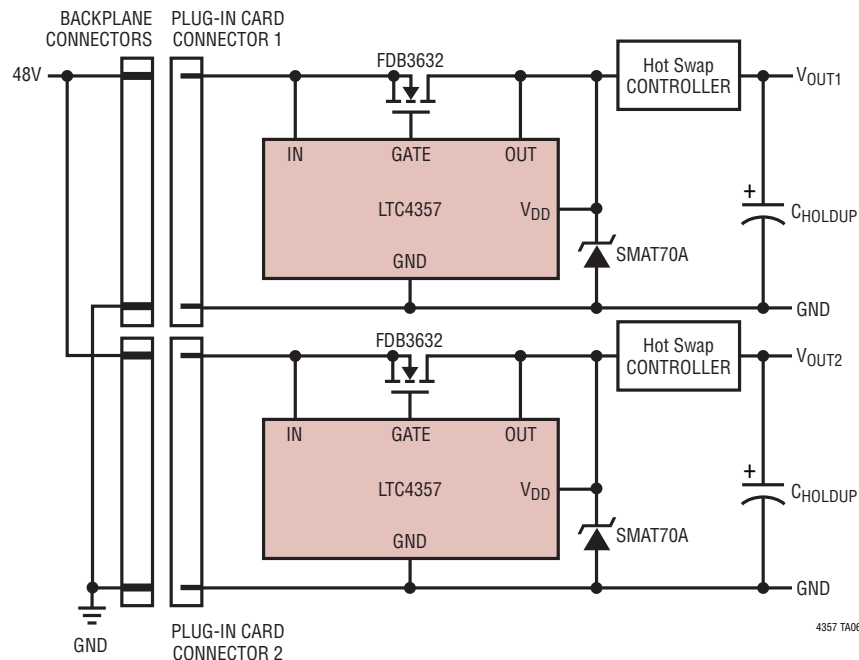 BACKPLANE
CONNECTORS
PLUG-IN CARD
CONNECTOR 1
48V
FDB3632
Hot Swap
CONTROLLER
VOUT1
IN
GATE
OUT
LTC4357
VDD
GND
SMAT70A
+
CHOLDUP
GND
FDB3632
Hot Swap
CONTROLLER
VOUT2
IN
GATE
OUT
LTC4357
VDD
GND
SMAT70A
+
CHOLDUP
GND
GND
PLUG-IN CARD
CONNECTOR 2
4357 TA06